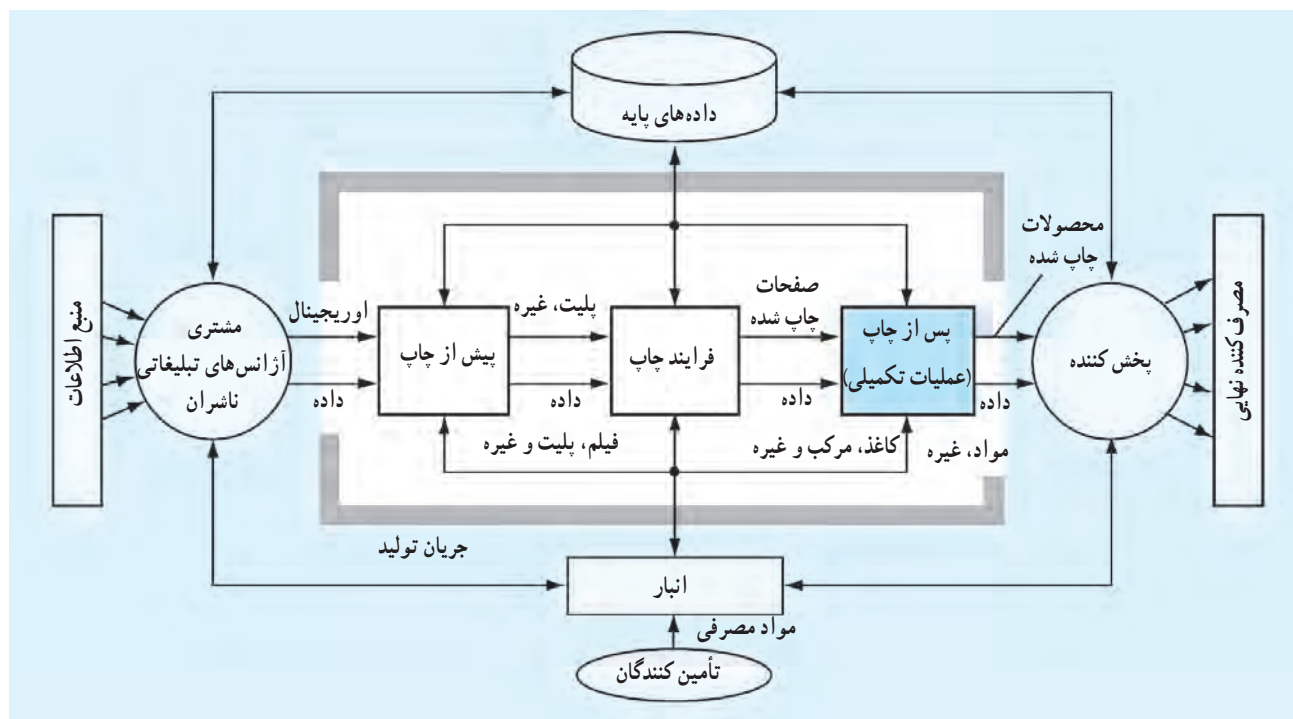 داده‌های پایه
منبع اطلاعات
مشتری
آژانس‌های تبلیغاتی
ناشران
اوریجینال
داده
پیش از چاپ
پلیت، غیره
داده
فیلم، پلیت و غیره
فرایند چاپ
صفحات
چاپ شده
داده
کاغذ، مرکب و غیره
پس از چاپ
(عملیات تکمیلی)
محصولات
چاپ شده
داده
مواد، غیره
پخش کننده
مصرف کننده نهایی
جریان تولید
انبار
مواد مصرفی
تأمین کنندگان